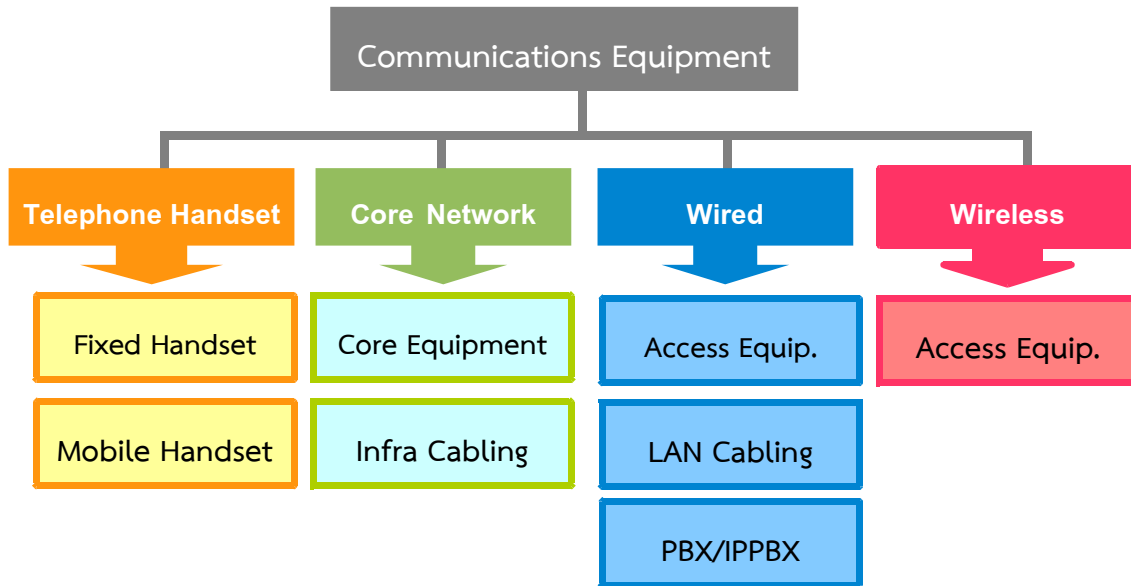 Communications Equipment
Telephone Handset
Core Network
Wired
Wireless
Fixed Handset
Core Equipment
Access Equip.
Access Equip.
Mobile Handset
Infra Cabling
LAN Cabling
PBX/IPPBX